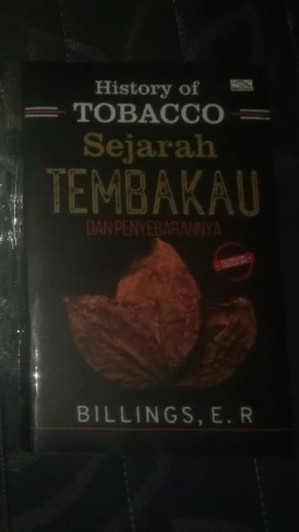 History of
TOBACCO
Sejarah
TEMBAKAU
DAN PENYEBARANNYA
BILLINGS, E. R